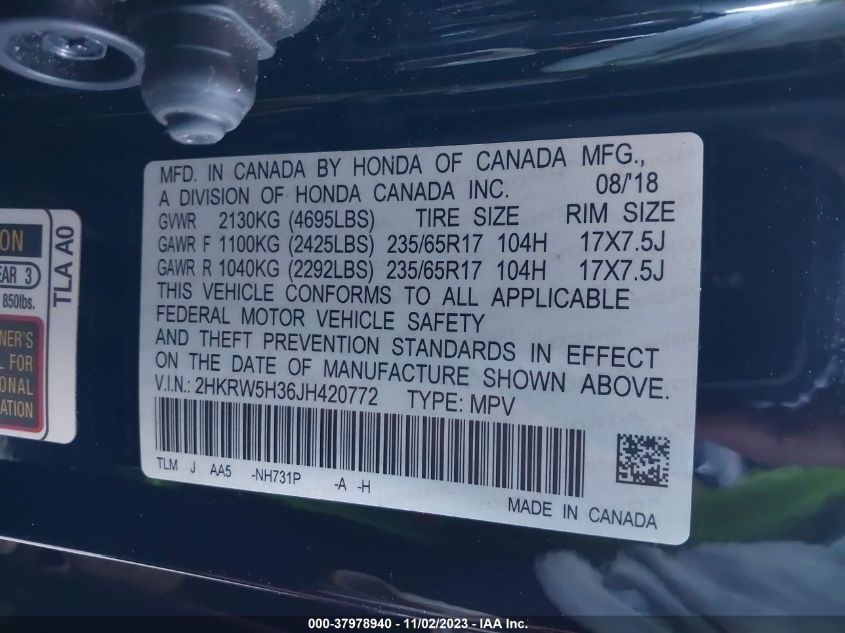 MFD. IN CANADA BY HONDA OF CANADA MFG.,
A DIVISION OF HONDA CANADA INC. 08/'18
GVWR 2130KG (4695LBS) TIRE SIZE RIM SIZE
GAWR F 1100KG (2425LBS) 235/65R17 104H 17X7.5J
GAWR R 1040KG (2292LBS) 235/65R17 104H 17X7.5J
THIS VEHICLE CONFORMS TO ALL APPLICABLE
FEDERAL MOTOR VEHICLE SAFETY
AND THEFT PREVENTION STANDARDS IN EFFECT
ON THE DATE OF MANUFACTURE SHOWN ABOVE.
V.I.N.: 2HKRW5H36JH420772 TYPE: MPV
TLM J AA5 -NH731P -A -H
MADE IN CANADA
TLA A0
3
850lbs.
FOR
000-37978940 - 11/02/2023 - IAA Inc.